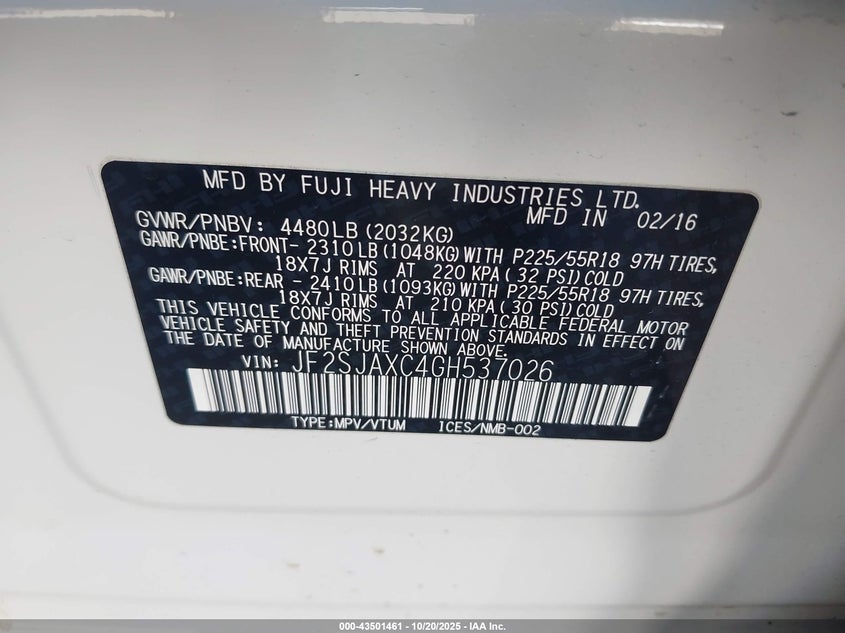 MFD BY FUJI HEAVY INDUSTRIES LTD.
MFD IN 02/16
GVWR/PNBV: 4480LB (2032KG)
GAWR/PNBE:FRONT- 2310LB (1048KG) WITH P225/55R18 97H TIRES,
18X7J RIMS AT 220 KPA ( 32 PSI) COLD
GAWR/PNBE:REAR - 2410LB (1093KG) WITH P225/55R18 97H TIRES,
18X7J RIMS AT 210 KPA ( 30 PSI) COLD
THIS VEHICLE CONFORMS TO ALL APPLICABLE FEDERAL MOTOR
VEHICLE SAFETY AND THEFT PREVENTION STANDARDS IN EFFECT ON
THE DATE OF MANUFACTURE SHOWN ABOVE.
VIN: JF2SJAXC4GH537026
TYPE:MPV/VTUM ICES/NMB-002
000-43501461 - 10/20/2025 - IAA Inc.